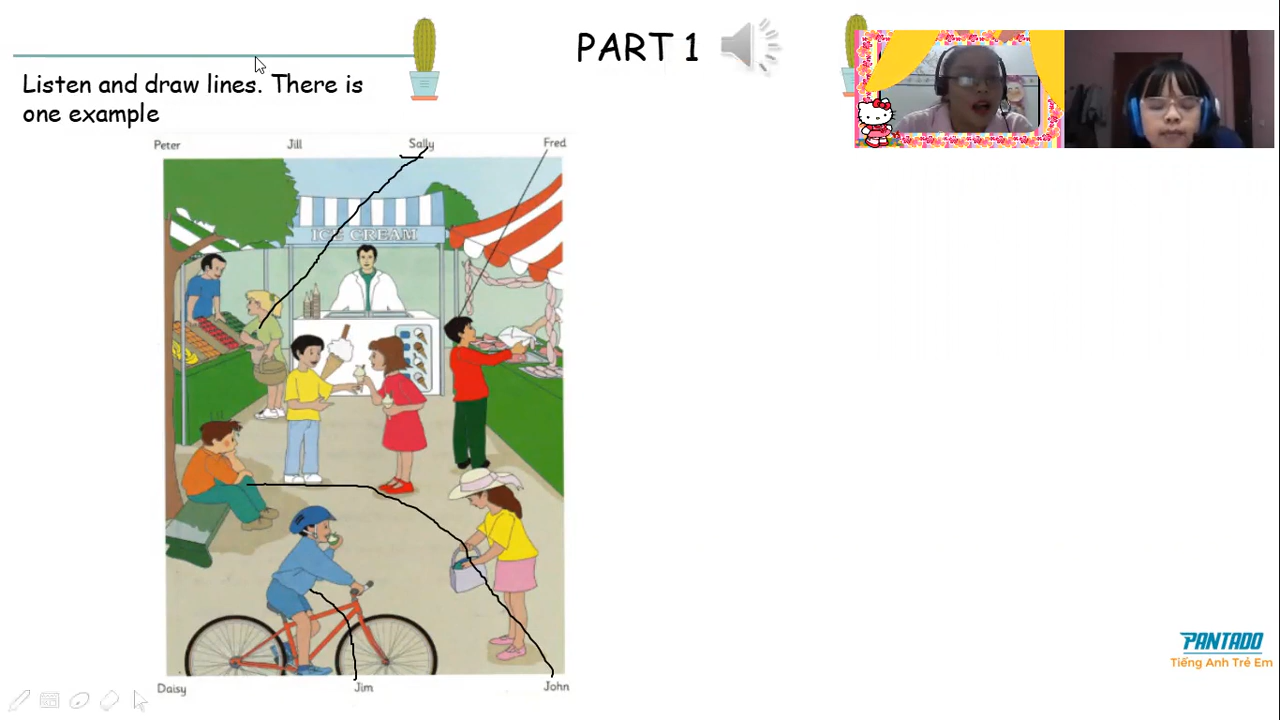 PART 1
Listen and draw lines. There is
one example
Peter Jill Sally Fred
ICE CREAM
Daisy Jim John
PANTADO
Tiếng Anh Trẻ Em